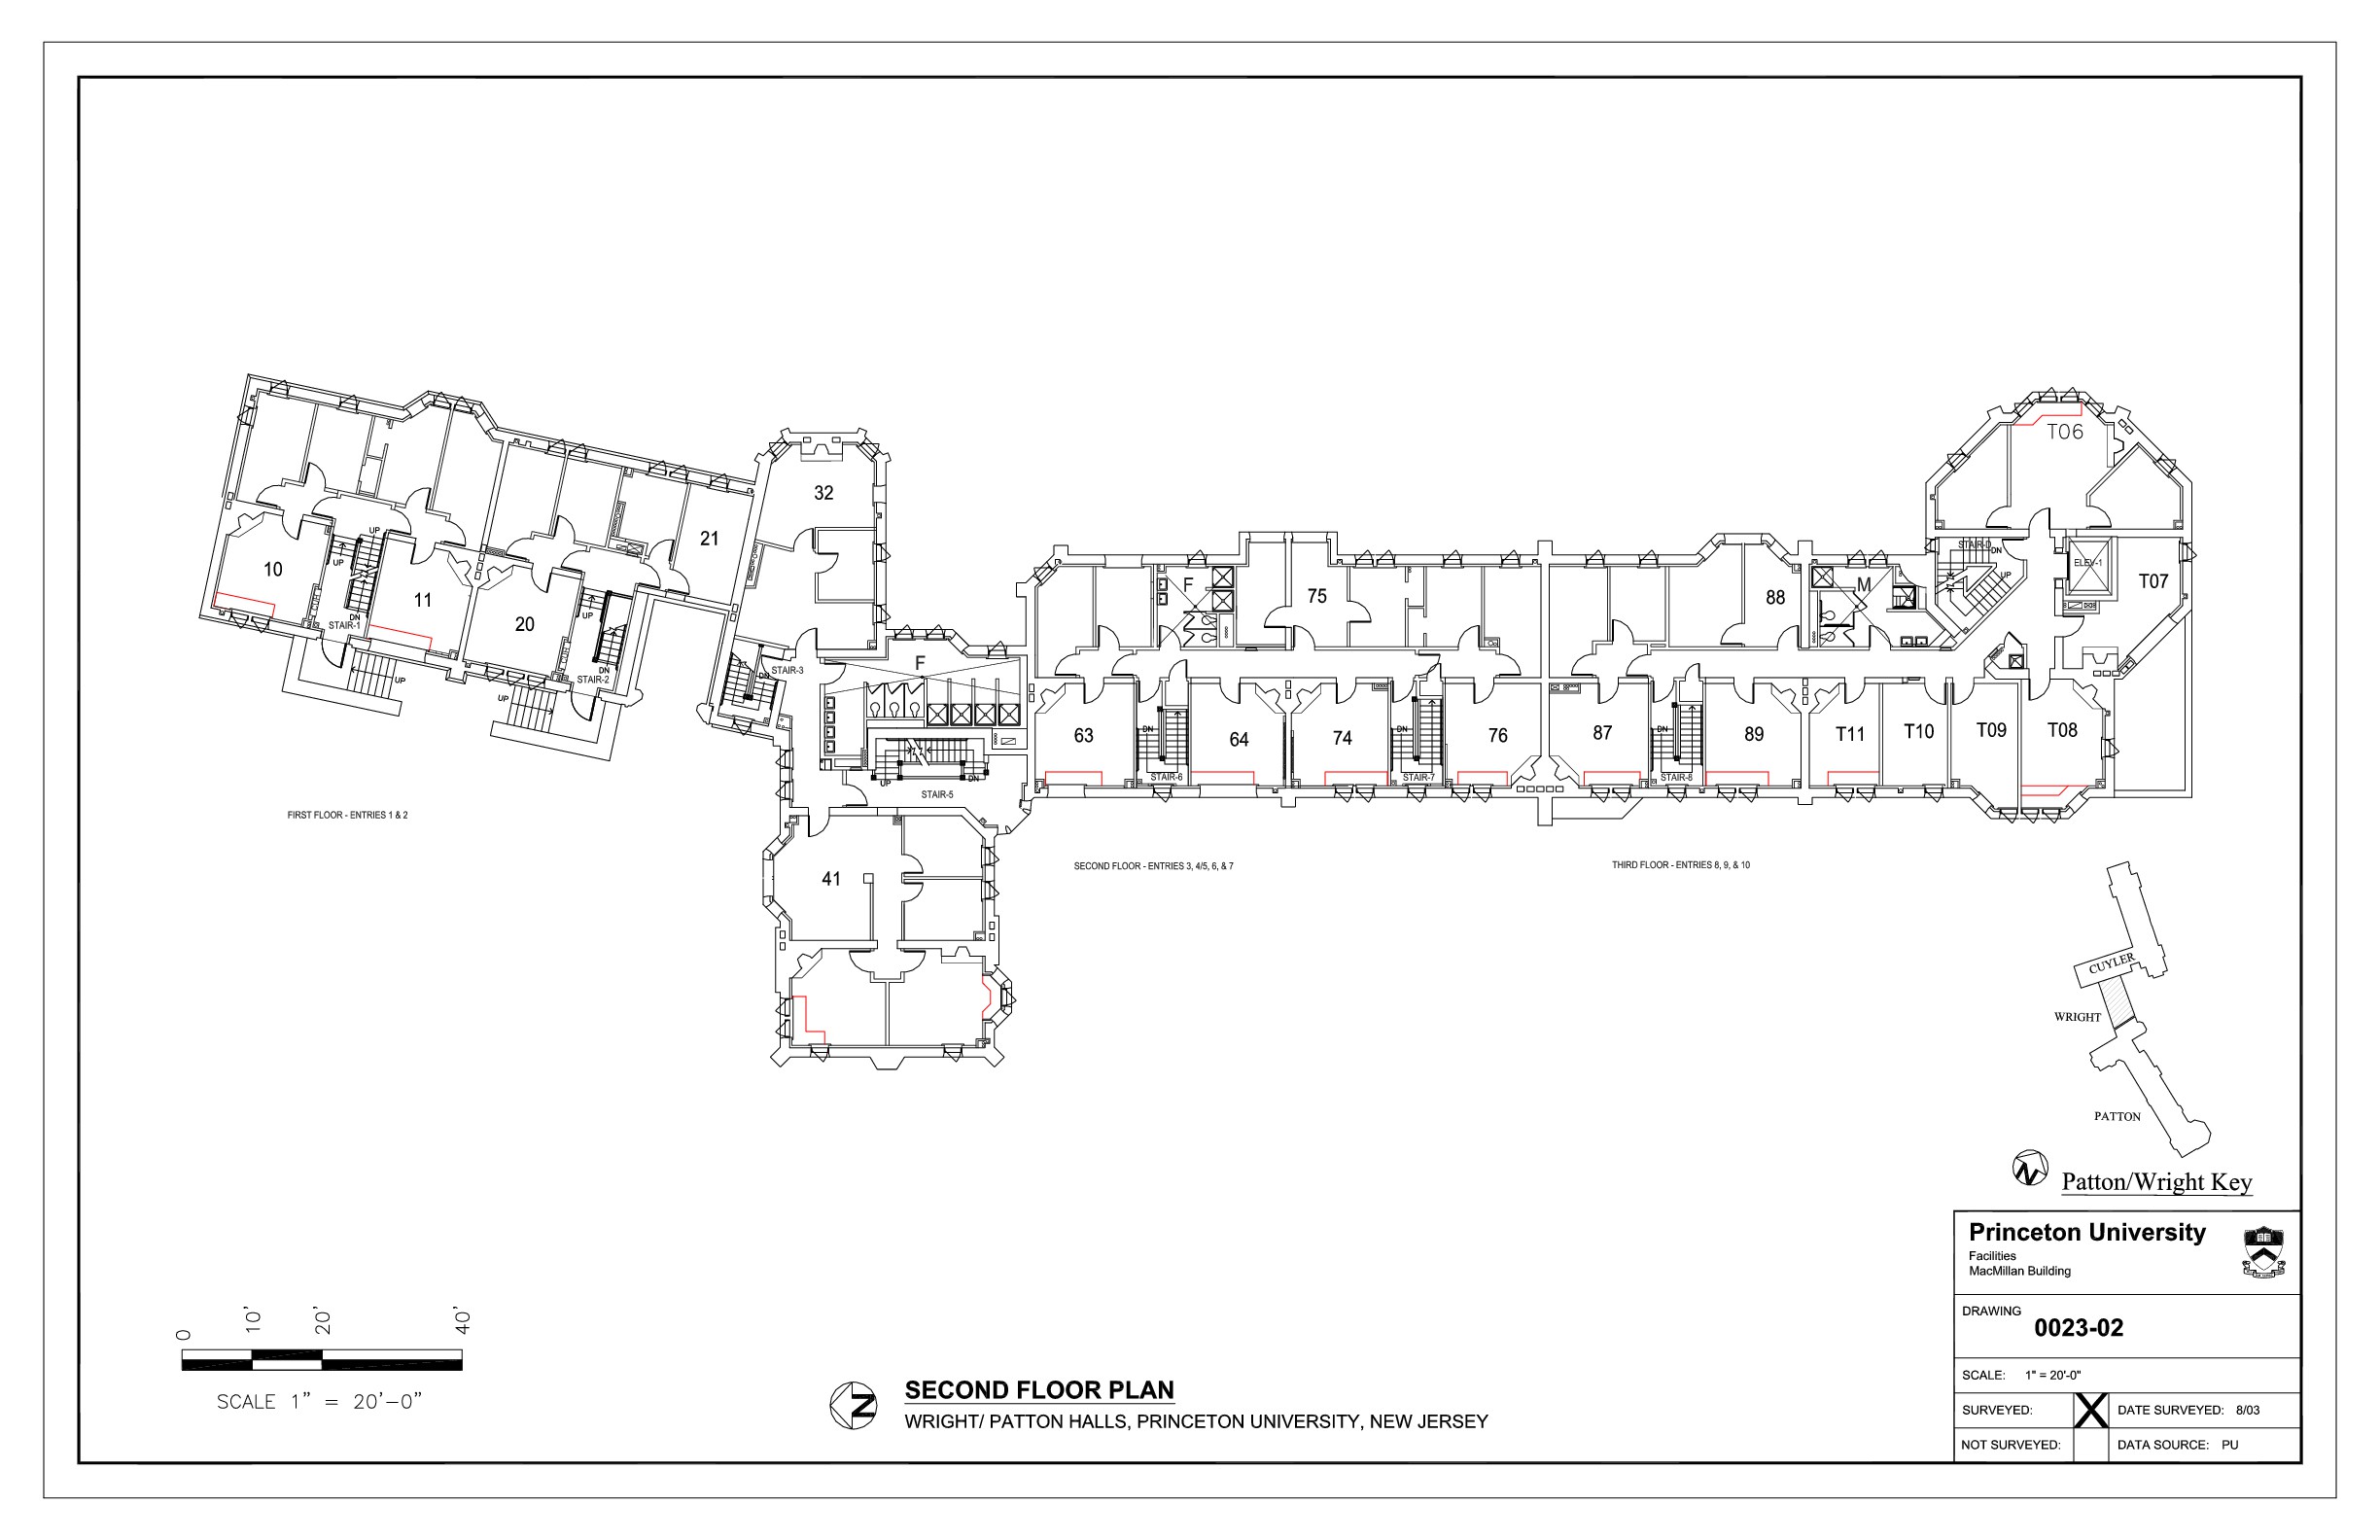 T06
32
STAIR-D
DN
UP
ELEV-1
T07
21
10
UP
UP
11
20
UP
CUH
STAIR-1
DN
UP
CUH
DN
STAIR-2
UP
F
75
88
M
STAIR-3
DN
F
63
DN
64
74
DN
76
87
DN
89
T11
T10
T09
T08
STAIR-6
STAIR-7
STAIR-8
UP
DN
STAIR-5
FIRST FLOOR - ENTRIES 1 & 2
41
SECOND FLOOR - ENTRIES 3, 4/5, 6, & 7
THIRD FLOOR - ENTRIES 8, 9, & 10
CUYLER
WRIGHT
PATTON
N
Patton/Wright Key
Princeton University
Facilities
MacMillan Building
DRAWING
0023-02
SCALE: 1" = 20'-0"
SURVEYED: X DATE SURVEYED: 8/03
NOT SURVEYED: DATA SOURCE: PU
0 10' 20' 40'
SCALE 1" = 20'-0"
N
SECOND FLOOR PLAN
WRIGHT/ PATTON HALLS, PRINCETON UNIVERSITY, NEW JERSEY